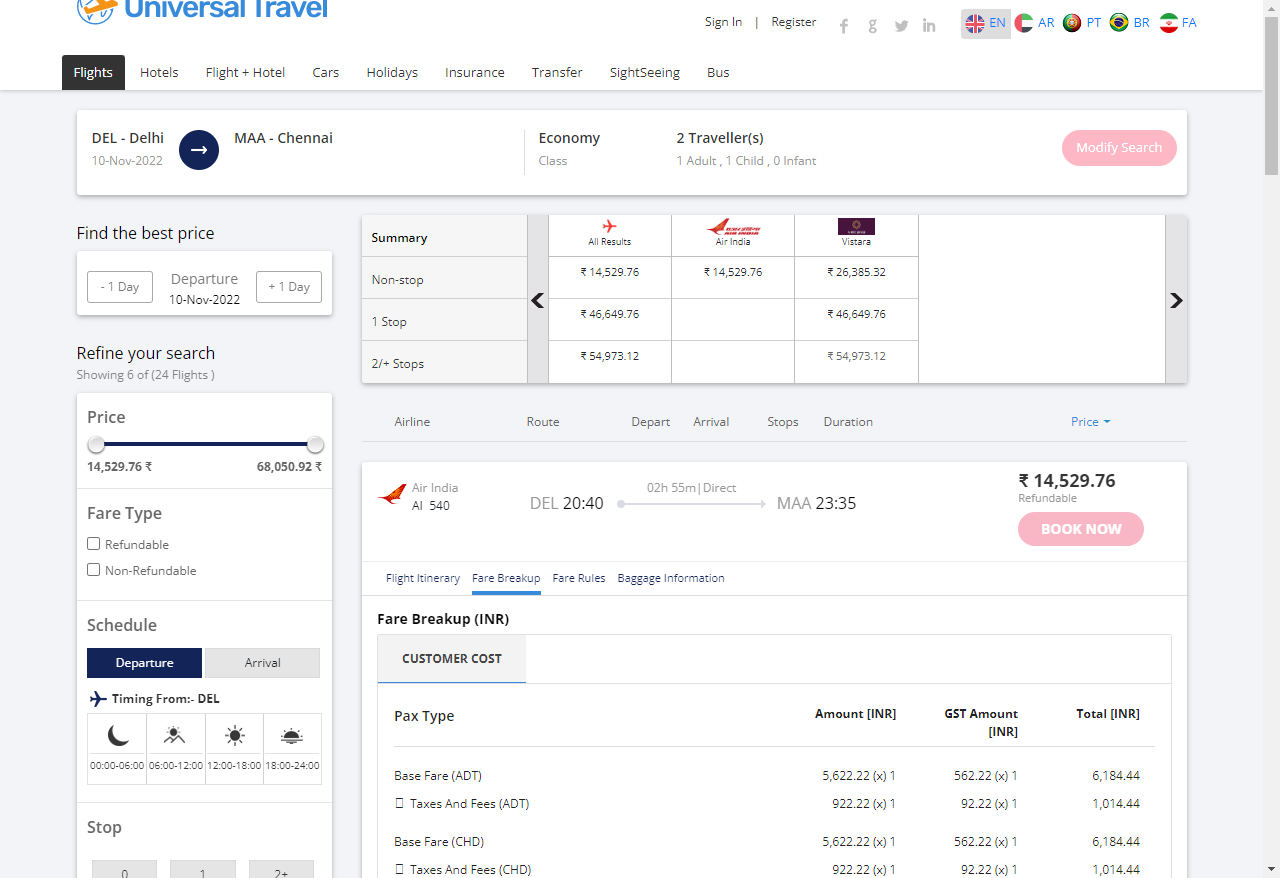 Universal Travel
Sign In | Register
EN AR PT BR FA
Flights Hotels Flight + Hotel Cars Holidays Insurance Transfer SightSeeing Bus
DEL - Delhi
10-Nov-2022
MAA - Chennai
Economy
Class
2 Traveller(s)
1 Adult , 1 Child , 0 Infant
Modify Search
Find the best price
- 1 Day
Departure
10-Nov-2022
+ 1 Day
Refine your search
Showing 6 of (24 Flights )
Price
14,529.76 ₹ 68,050.92 ₹
Fare Type
Refundable
Non-Refundable
Schedule
Departure Arrival
Timing From:- DEL
00:00-06:00 06:00-12:00 12:00-18:00 18:00-24:00
Stop
0 1 2+
Summary All Results Air India Vistara
Non-stop ₹ 14,529.76 ₹ 14,529.76 ₹ 26,385.32
1 Stop ₹ 46,649.76 ₹ 46,649.76
2/+ Stops ₹ 54,973.12 ₹ 54,973.12
Airline Route Depart Arrival Stops Duration Price
Air India
AI 540
DEL 20:40
02h 55m|Direct
MAA 23:35
₹ 14,529.76
Refundable
BOOK NOW
Flight Itinerary Fare Breakup Fare Rules Baggage Information
Fare Breakup (INR)
CUSTOMER COST
Pax Type Amount [INR] GST Amount [INR] Total [INR]
Base Fare (ADT) 5,622.22 (x) 1 562.22 (x) 1 6,184.44
Taxes And Fees (ADT) 922.22 (x) 1 92.22 (x) 1 1,014.44
Base Fare (CHD) 5,622.22 (x) 1 562.22 (x) 1 6,184.44
Taxes And Fees (CHD) 922.22 (x) 1 92.22 (x) 1 1,014.44